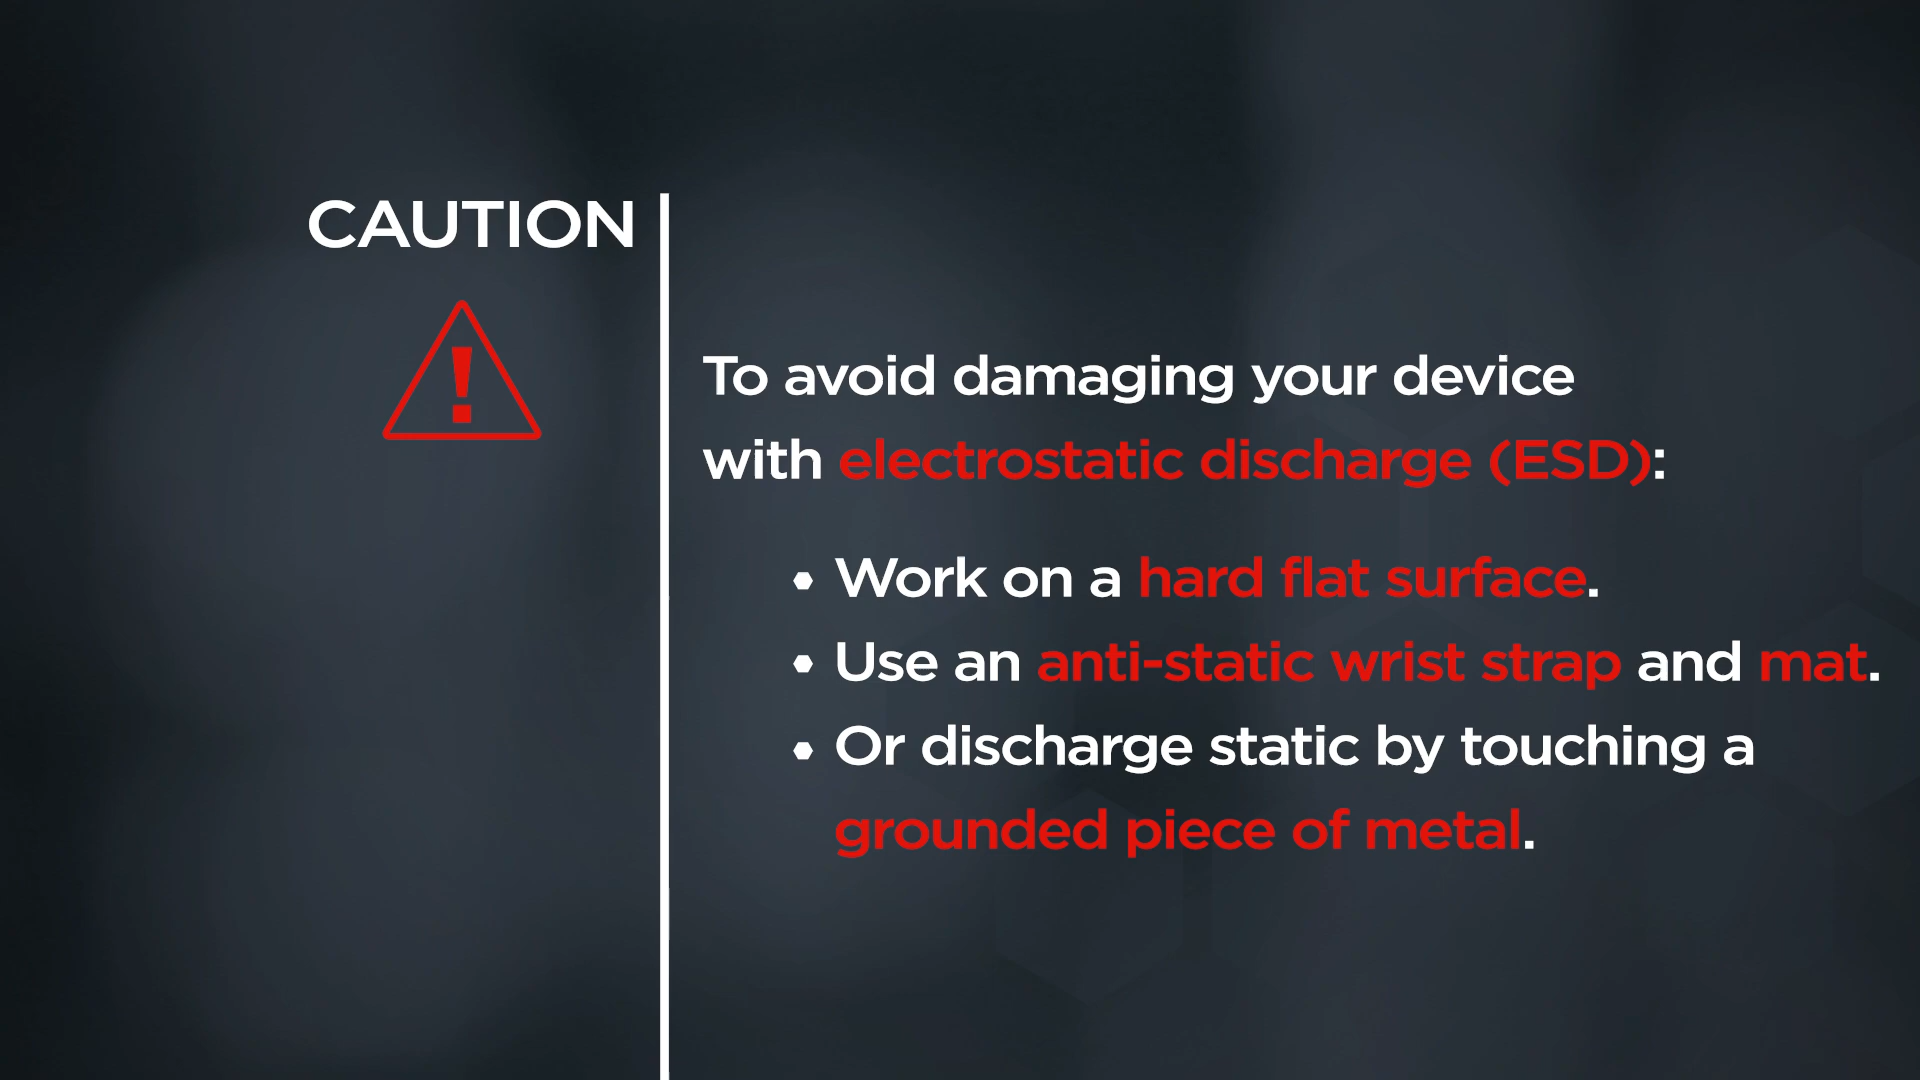 CAUTION
!
To avoid damaging your device
with electrostatic discharge (ESD):
• Work on a hard flat surface.
• Use an anti-static wrist strap and mat.
• Or discharge static by touching a
grounded piece of metal.